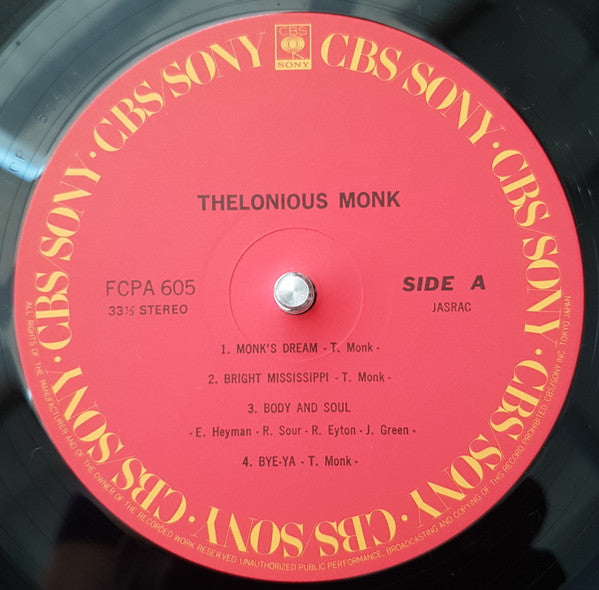 CBS
SONY
CBS/SONY · CBS/SONY · CBS/SONY · CBS/SONY · CBS/SONY · CBS/SONY · CBS/SONY · CBS/SONY
THELONIOUS MONK
FCPA 605
33⅓ STEREO
SIDE A
JASRAC
1. MONK'S DREAM - T. Monk -
2. BRIGHT MISSISSIPPI - T. Monk -
3. BODY AND SOUL
- E. Heyman - R. Sour - R. Eyton - J. Green -
4. BYE-YA - T. Monk -
ALL RIGHTS OF THE MANUFACTURER AND OF THE OWNER OF THE RECORDED WORK RESERVED. UNAUTHORIZED PUBLIC PERFORMANCE, BROADCASTING AND COPYING OF THIS RECORD PROHIBITED. CBS/SONY INC. TOKYO JAPAN